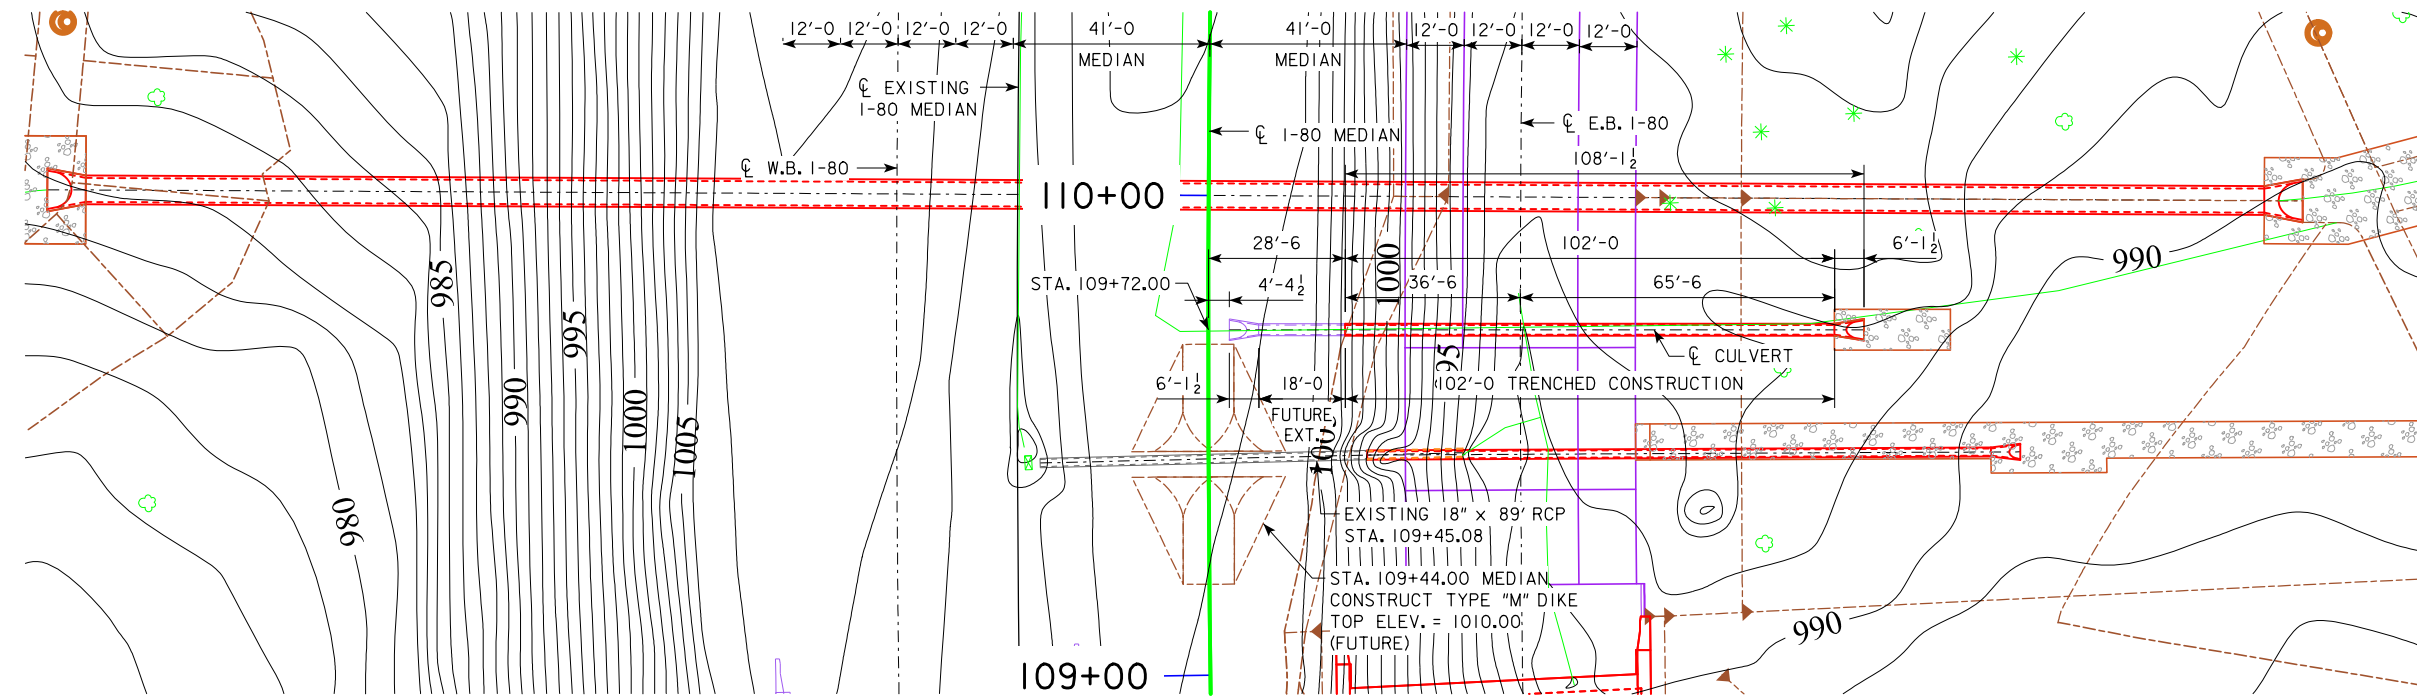 12'-0 12'-0 12'-0 12'-0 41'-0 41'-0 12'-0 12'-0 12'-0 12'-0
MEDIAN MEDIAN
℄ EXISTING
I-80 MEDIAN
℄ I-80 MEDIAN
℄ E.B. I-80
℄ W.B. I-80
108'-1½
110+00
28'-6 102'-0 6'-1½
STA. 109+72.00
4'-4½ 36'-6 65'-6
985
1000
990
995
℄ CULVERT
95
6'-1½ 18'-0 102'-0 TRENCHED CONSTRUCTION
FUTURE
EXT.
990
1000
1005
1005
980
EXISTING 18" x 89' RCP
STA. 109+45.08
STA. 109+44.00 MEDIAN
CONSTRUCT TYPE "M" DIKE
TOP ELEV. = 1010.00
(FUTURE)
990
109+00